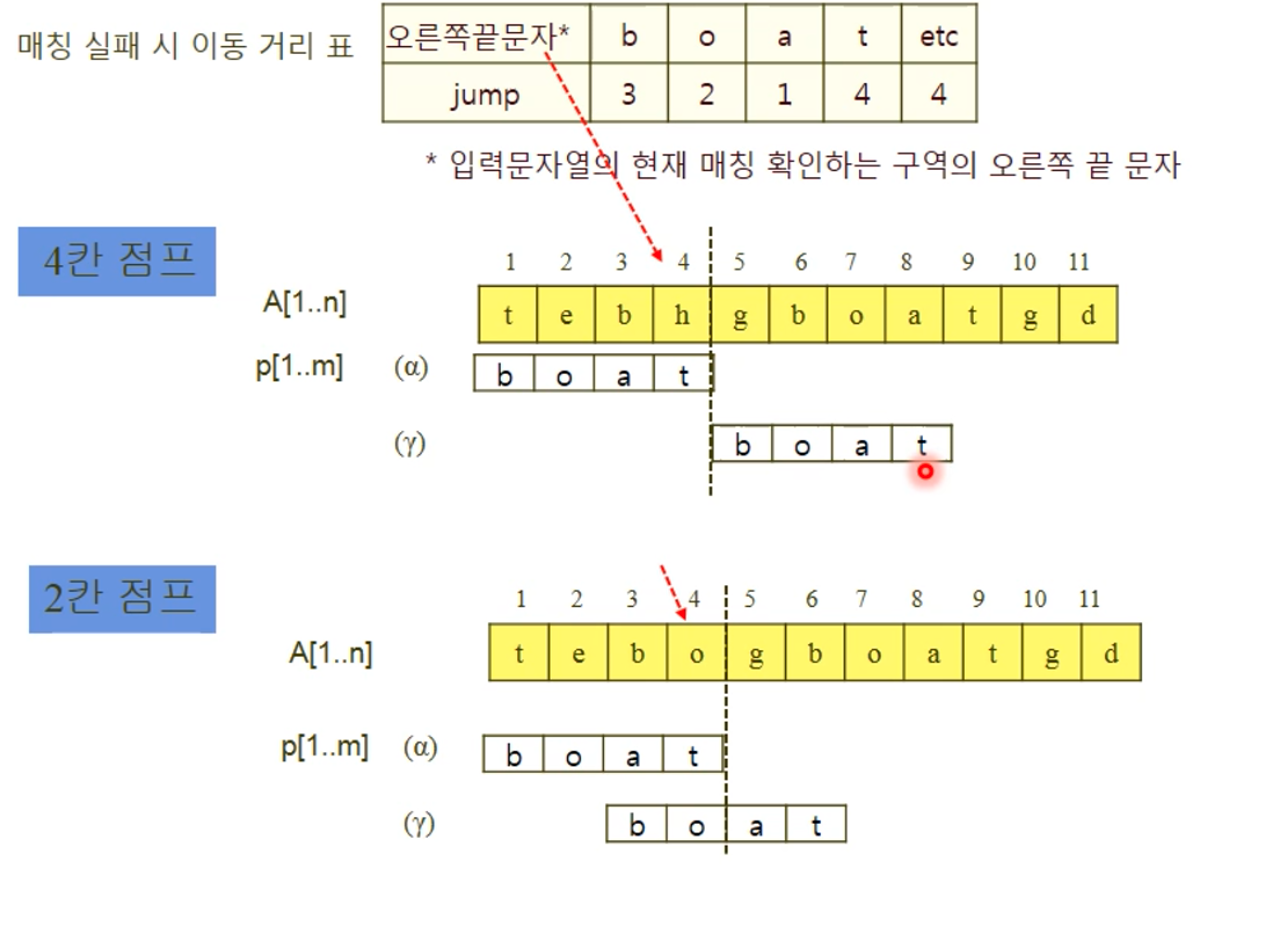 매칭 실패 시 이동 거리 표
오른쪽끝문자* b o a t etc
jump 3 2 1 4 4
* 입력문자열의 현재 매칭 확인하는 구역의 오른쪽 끝 문자
4칸 점프
1 2 3 4 5 6 7 8 9 10 11
A[1..n] t e b h g b o a t g d
p[1..m] (α) b o a t
(γ) b o a t
2칸 점프
1 2 3 4 5 6 7 8 9 10 11
A[1..n] t e b o g b o a t g d
p[1..m] (α) b o a t
(γ) b o a t